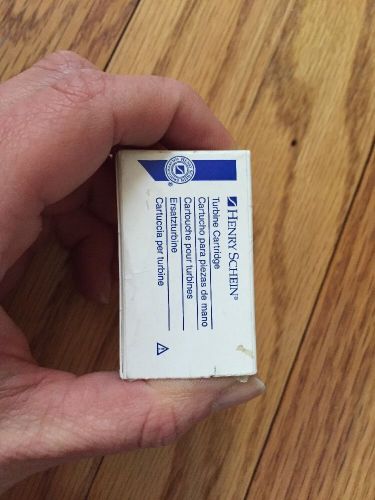 HENRY SCHEIN®
Turbine Cartridge
Cartucho para piezas de mano
Cartouche pour turbines
Ersatzturbine
Cartuccia per turbine